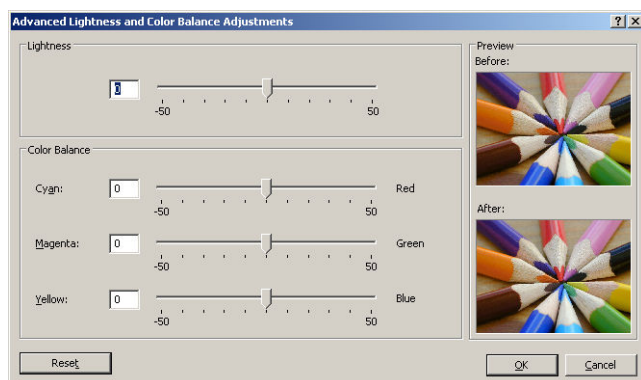 Advanced Lightness and Color Balance Adjustments
Lightness
0
-50 50
Color Balance
Cyan: 0 Red
-50 50
Magenta: 0 Green
-50 50
Yellow: 0 Blue
-50 50
Preview
Before:
After:
Reset
OK
Cancel